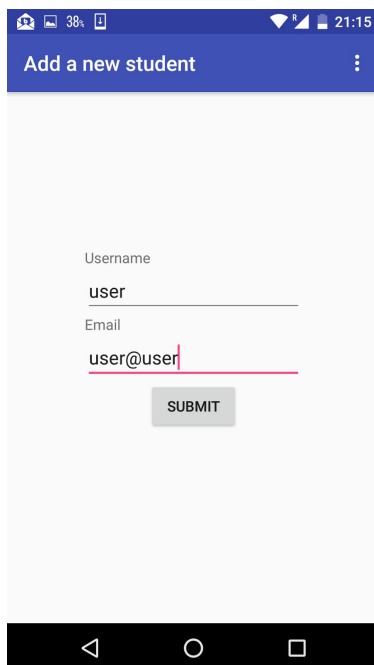 38% 21:15
Add a new student
Username
user
Email
user@user
SUBMIT